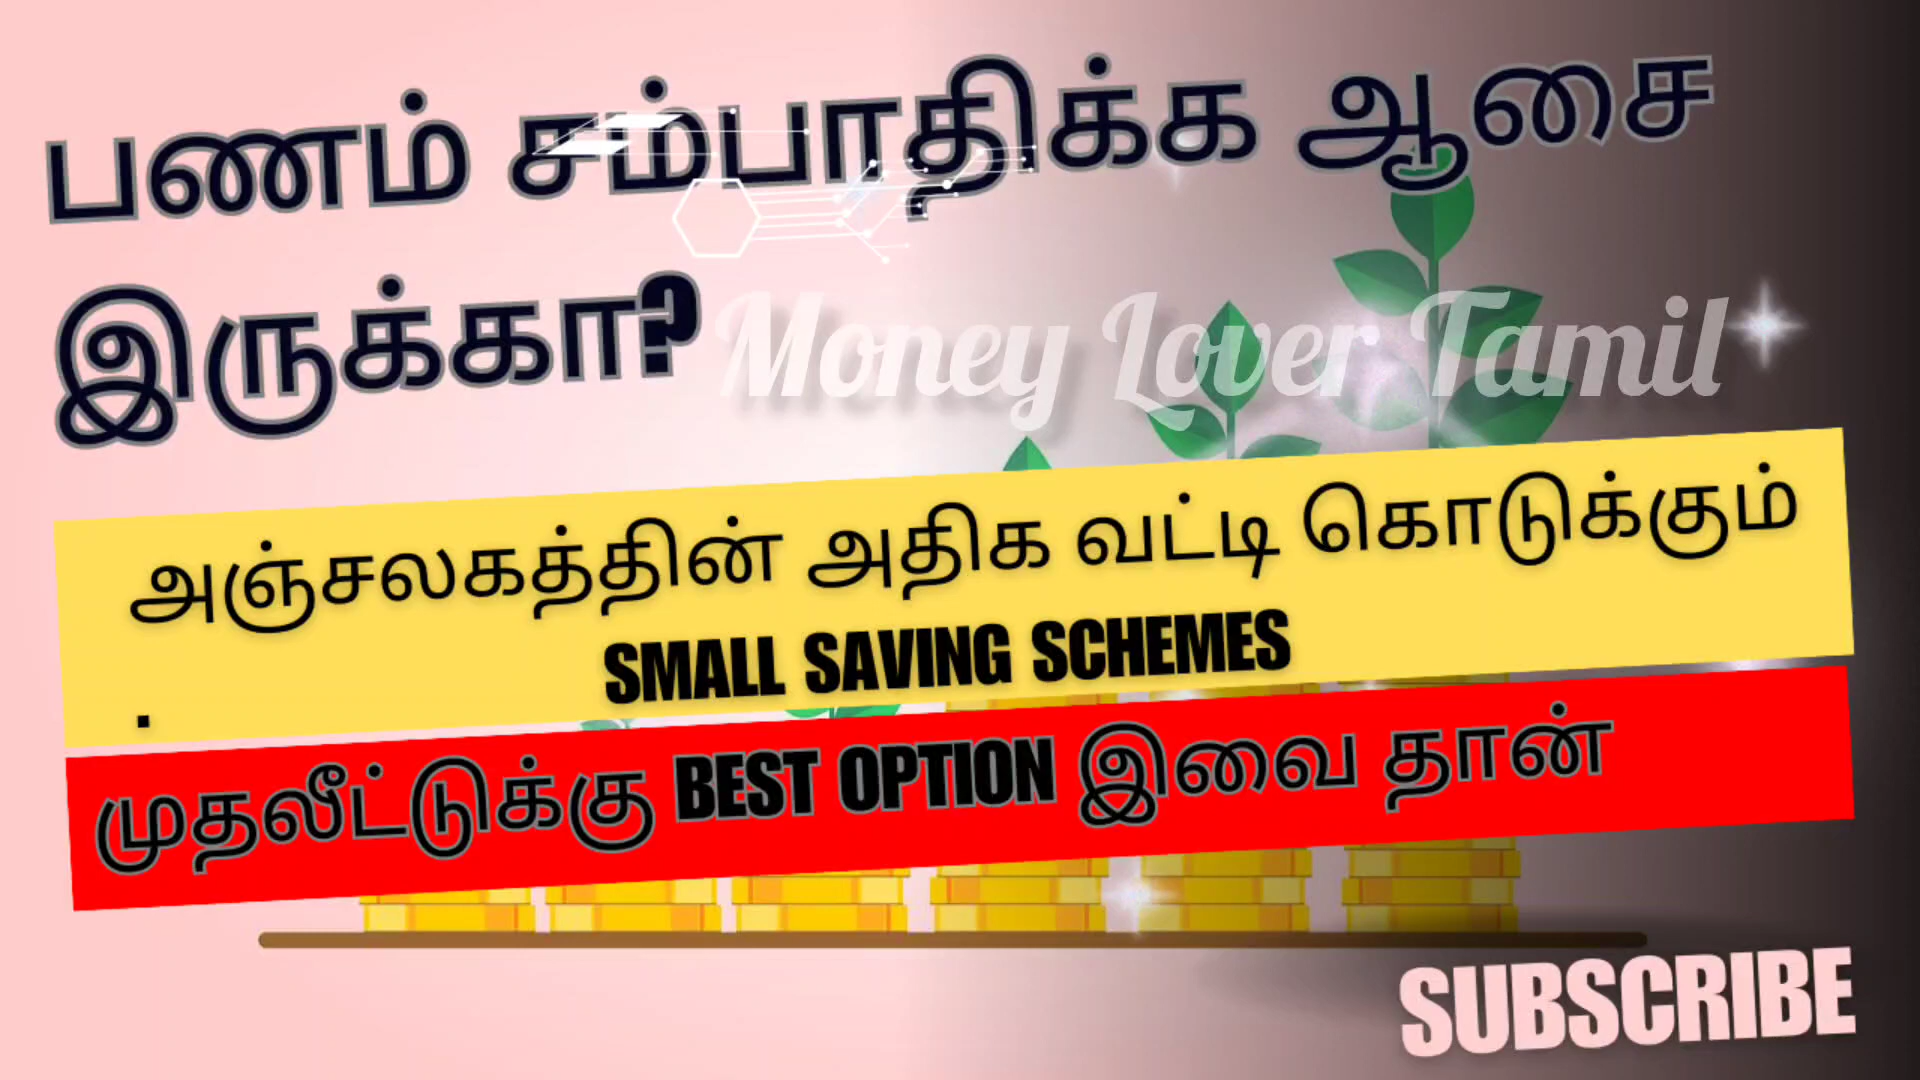 பணம் சம்பாதிக்க ஆசை
இருக்கா?
Money Lover Tamil
அஞ்சலகத்தின் அதிக வட்டி கொடுக்கும்
SMALL SAVING SCHEMES
.
முதலீட்டுக்கு BEST OPTION இவை தான்
SUBSCRIBE